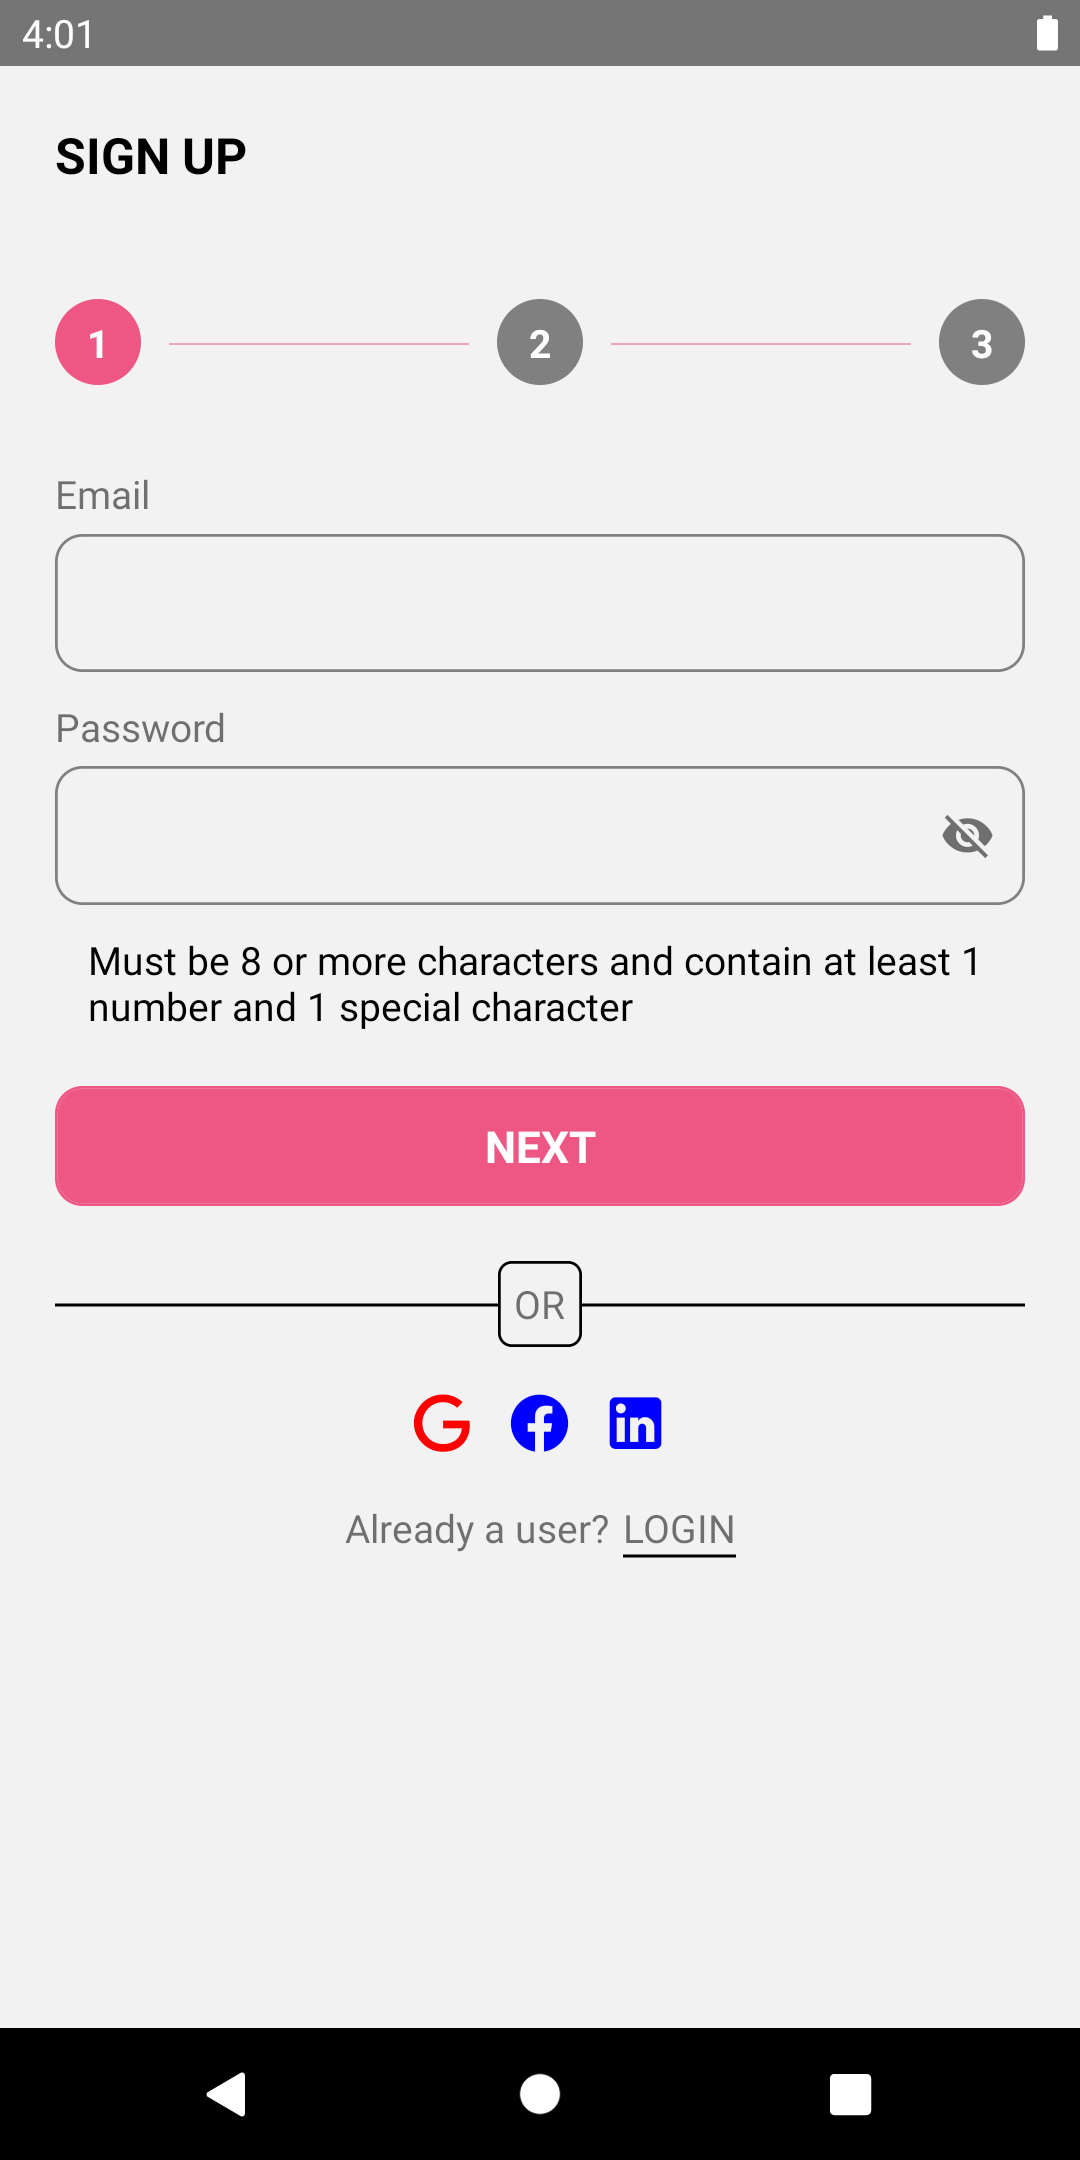 4:01
SIGN UP
1 2 3
Email
Password
Must be 8 or more characters and contain at least 1
number and 1 special character
NEXT
OR
Already a user? LOGIN